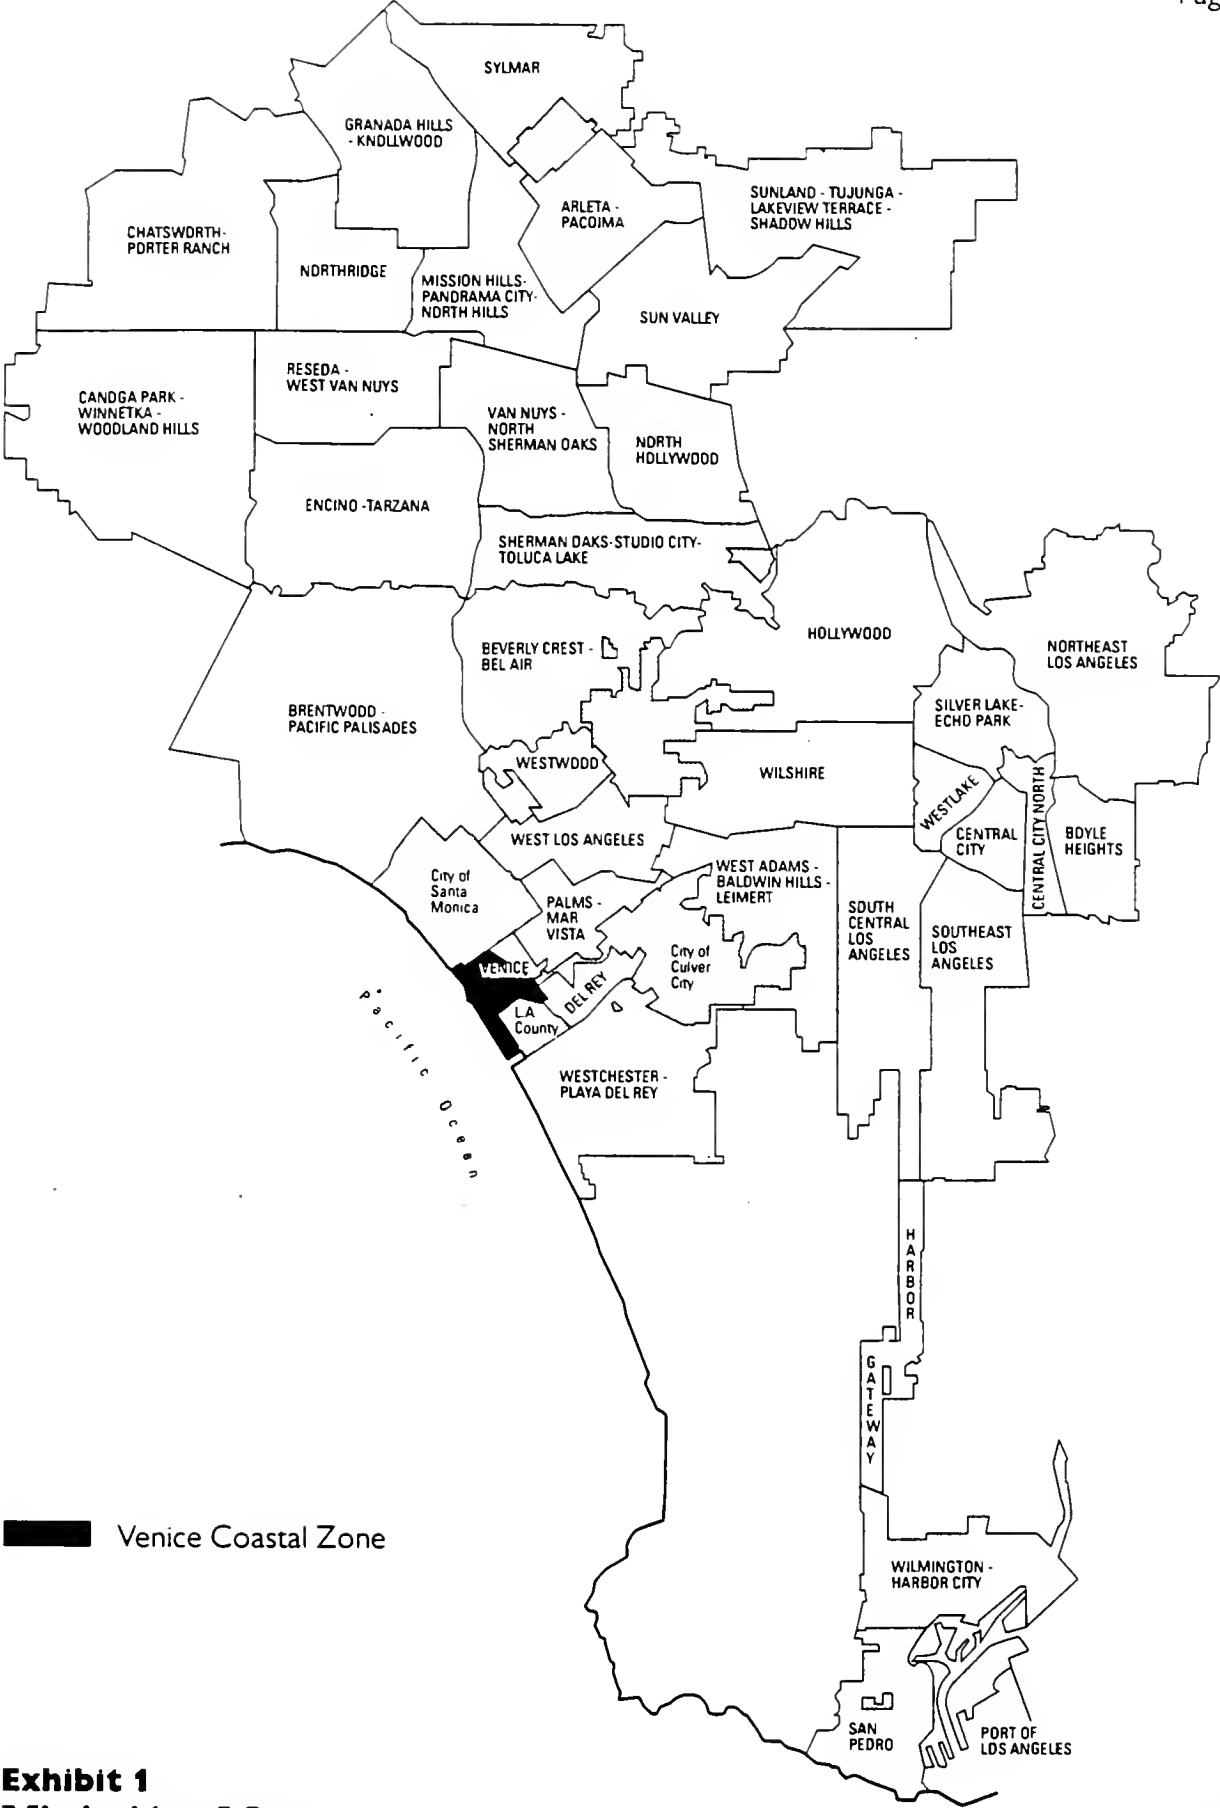 SYLMAR
GRANADA HILLS
- KNOLLWOOD
SUNLAND - TUJUNGA -
LAKEVIEW TERRACE -
SHADOW HILLS
ARLETA -
PACOIMA
CHATSWORTH-
PORTER RANCH
NORTHRIDGE
MISSION HILLS-
PANORAMA CITY-
NORTH HILLS
SUN VALLEY
RESEDA -
WEST VAN NUYS
CANOGA PARK -
WINNETKA -
WOODLAND HILLS
VAN NUYS -
NORTH
SHERMAN OAKS
NORTH
HOLLYWOOD
ENCINO -TARZANA
SHERMAN OAKS-STUDIO CITY-
TOLUCA LAKE
HOLLYWOOD
BEVERLY CREST -
BEL AIR
NORTHEAST
LOS ANGELES
BRENTWOOD -
PACIFIC PALISADES
SILVER LAKE-
ECHO PARK
WESTWOOD
WILSHIRE
WESTLAKE
CENTRAL CITY NORTH
WEST LOS ANGELES
CENTRAL
CITY
BOYLE
HEIGHTS
City of
Santa
Monica
WEST ADAMS -
BALDWIN HILLS -
LEIMERT
PALMS -
MAR
VISTA
SOUTH
CENTRAL
LOS
ANGELES
SOUTHEAST
LOS
ANGELES
City of
Culver
City
VENICE
DEL REY
L.A
County
Pacific Ocean
WESTCHESTER -
PLAYA DEL REY
HARBOR
GATEWAY
Venice Coastal Zone
WILMINGTON -
HARBOR CITY
SAN
PEDRO
PORT OF
LOS ANGELES
Exhibit 1